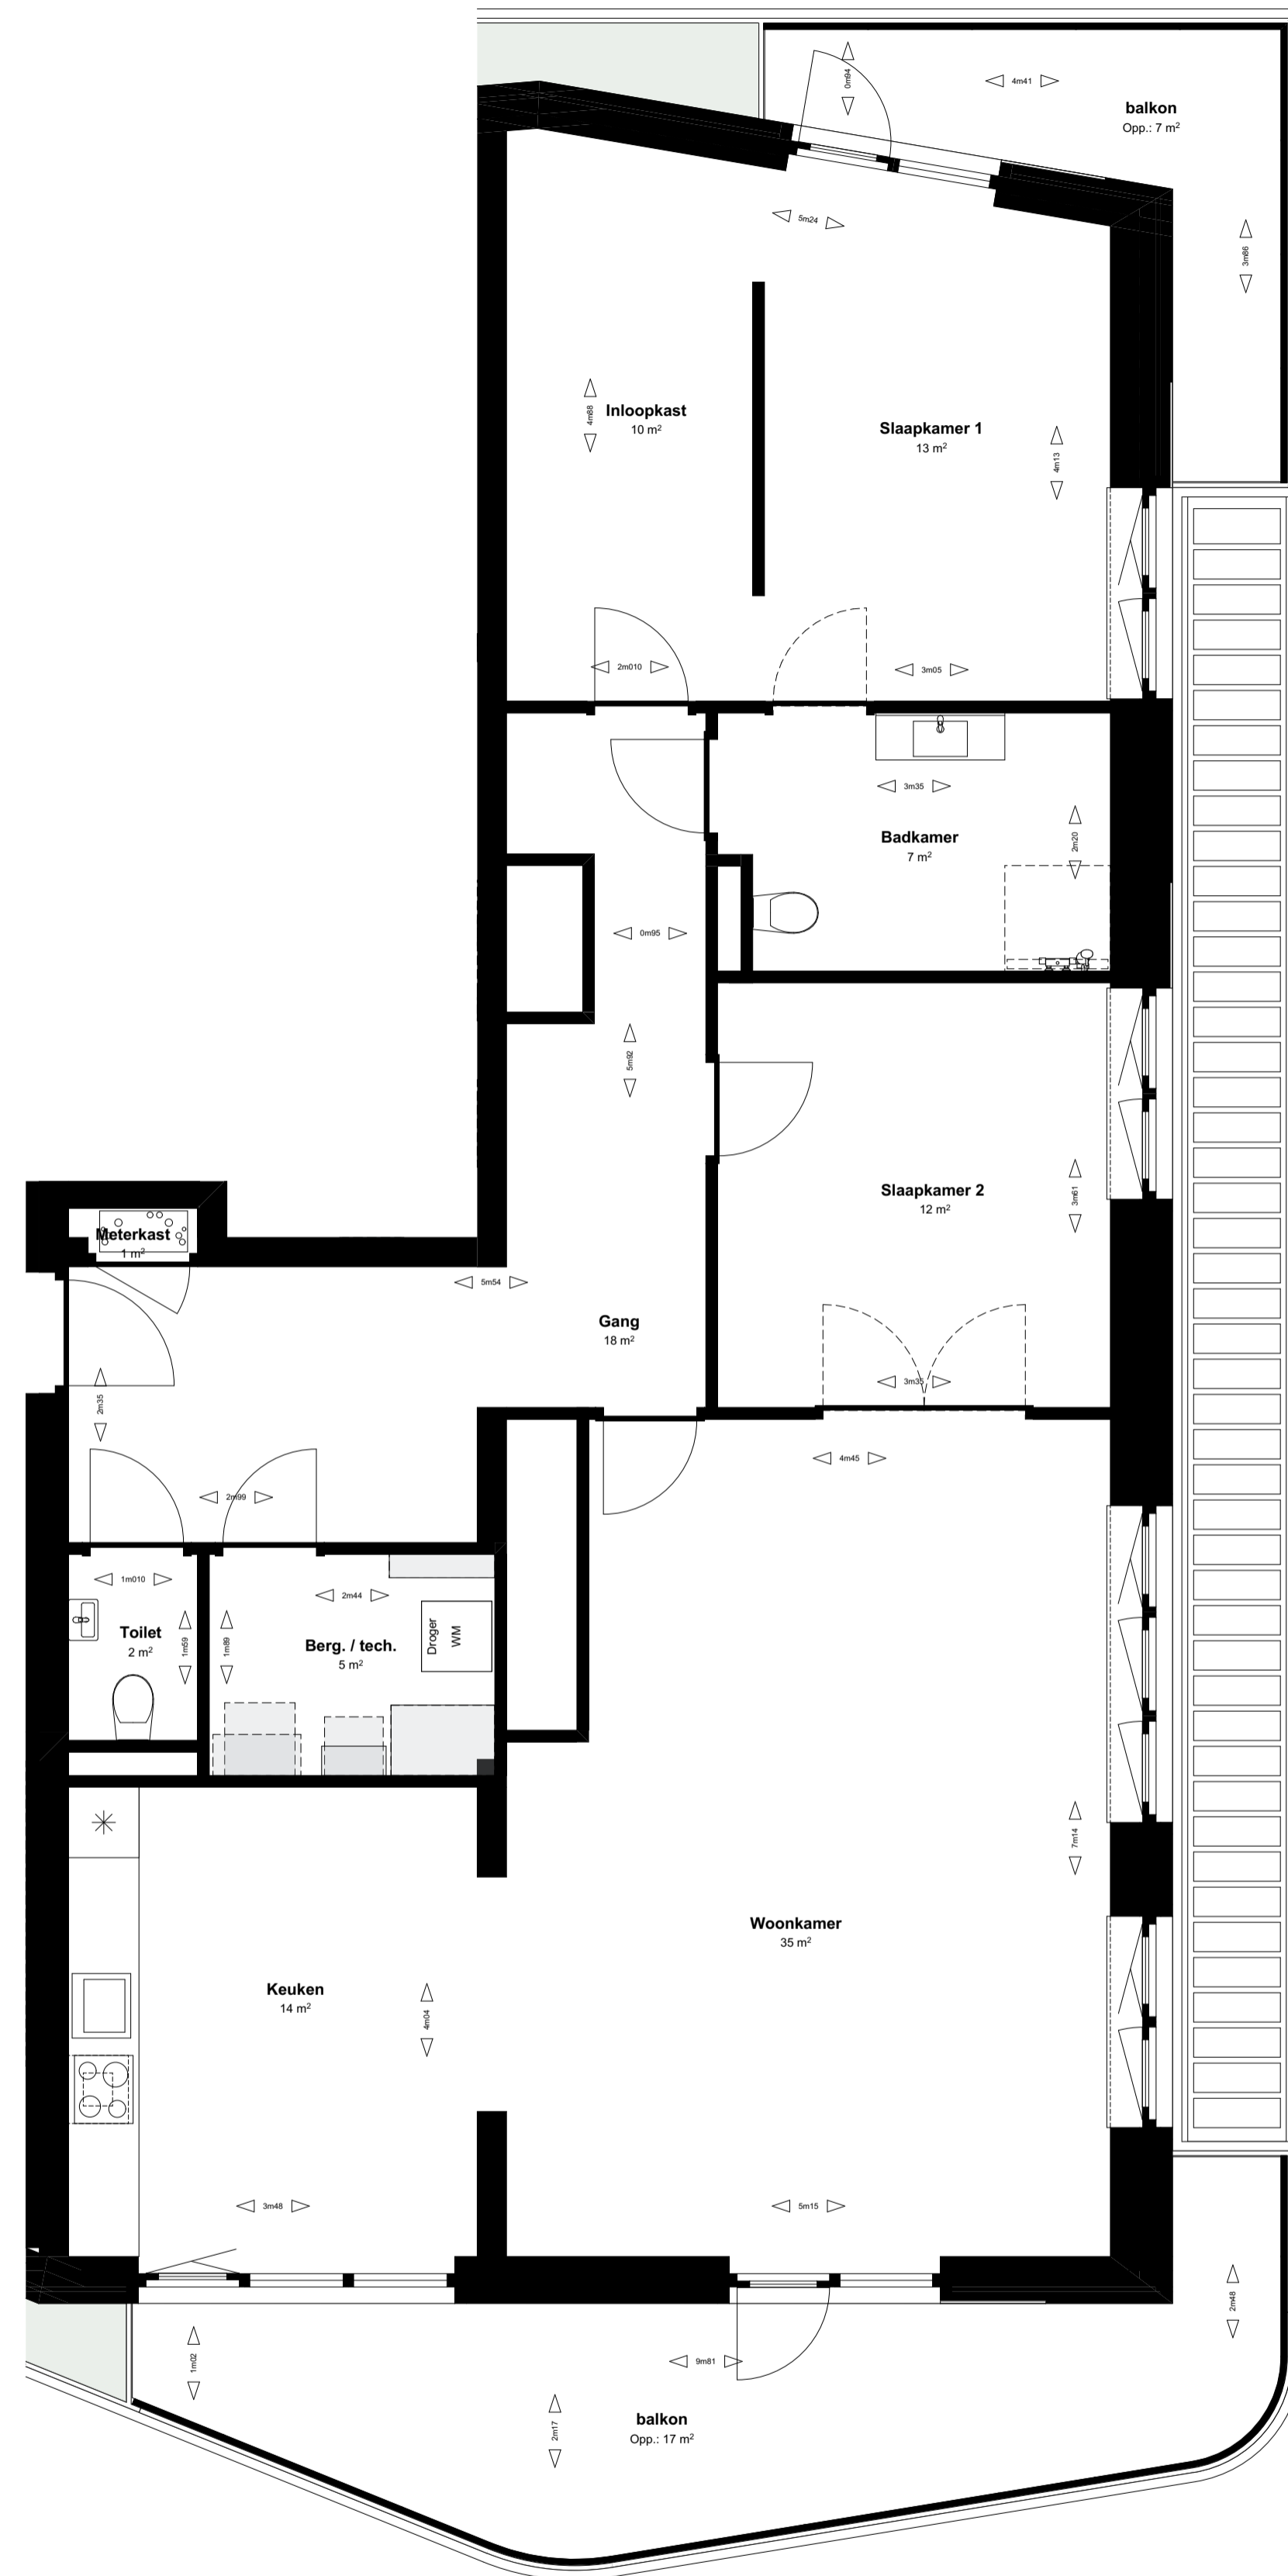 0m94
4m41
balkon
Opp.: 7 m²
5m24
3m86
4m88
Inloopkast
10 m²
Slaapkamer 1
13 m²
4m13
2m010
3m05
3m35
Badkamer
7 m²
2m20
0m95
5m92
Slaapkamer 2
12 m²
3m61
Meterkast
1 m²
5m54
Gang
18 m²
3m35
2m35
4m45
2m99
1m010
2m44
Toilet
2 m²
1m59
1m89
Berg. / tech.
5 m²
Droger
WM
7m14
Woonkamer
35 m²
Keuken
14 m²
4m04
3m48
5m15
2m48
1m02
9m81
2m17
balkon
Opp.: 17 m²